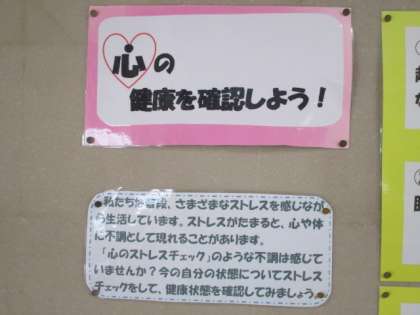 心の
健康を確認しよう！
私たちは普段、さまざまなストレスを感じなが
ら生活しています。ストレスがたまると、心や体
に不調として現れることがあります。
「心のストレスチェック」のような不調は感じて
いませんか？今の自分の状態についてストレス
チェックをして、健康状態を確認してみましょう。